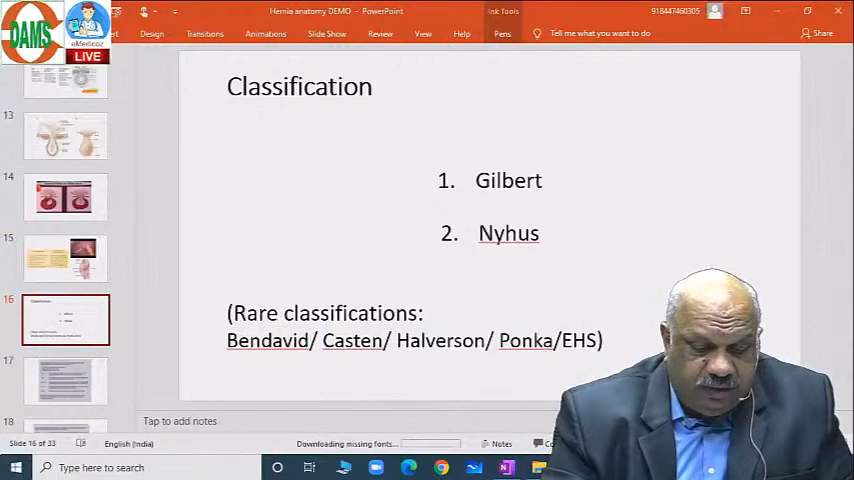 Hernia anatomy DEMO - PowerPoint
Ink Tools
918447460305
DAMS
eMedicoz
LIVE
Design
Transitions
Animations
Slide Show
Review
View
Help
Pens
Tell me what you want to do
Share
13
14
15
16
17
18
Classification
1. Gilbert
2. Nyhus
(Rare classifications:
Bendavid/ Casten/ Halverson/ Ponka/EHS)
Tap to add notes
Slide 16 of 33
English (India)
Downloading missing fonts...
Notes
Type here to search